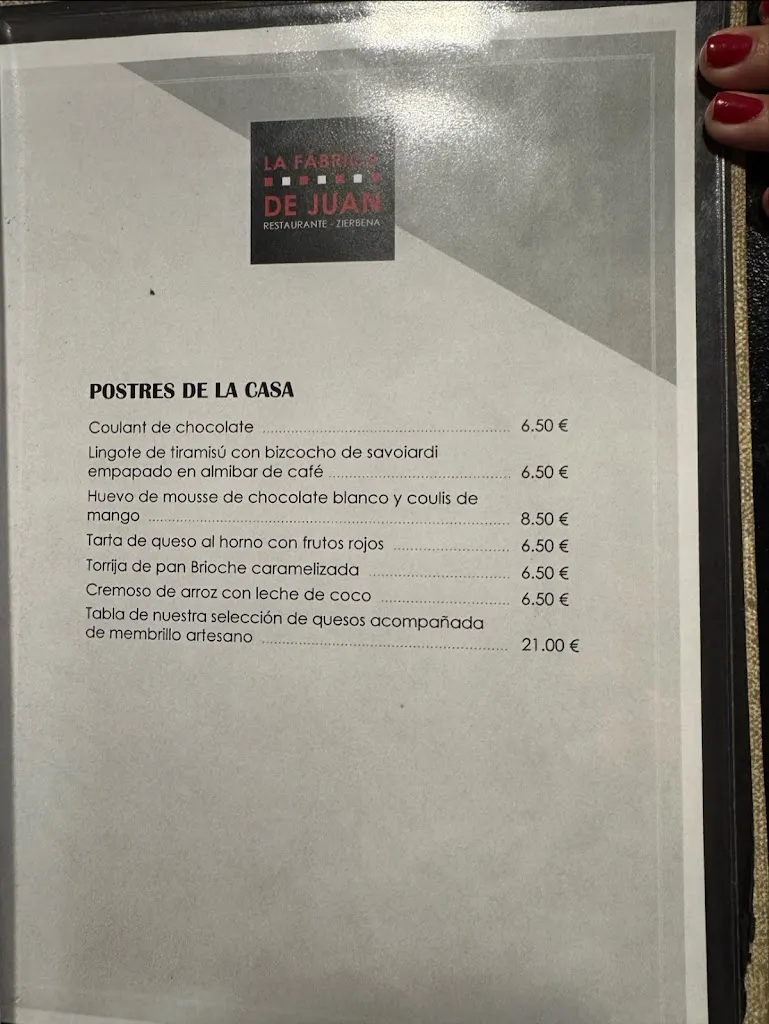 LA FÁBRICA
DE JUAN
RESTAURANTE - ZIERBENA
POSTRES DE LA CASA
Coulant de chocolate ........ 6.50 €
Lingote de tiramisú con bizcocho de savoiardi
empapado en almibar de café ........ 6.50 €
Huevo de mousse de chocolate blanco y coulis de
mango ........ 8.50 €
Tarta de queso al horno con frutos rojos ........ 6.50 €
Torrija de pan Brioche caramelizada ........ 6.50 €
Cremoso de arroz con leche de coco ........ 6.50 €
Tabla de nuestra selección de quesos acompañada
de membrillo artesano ........ 21.00 €